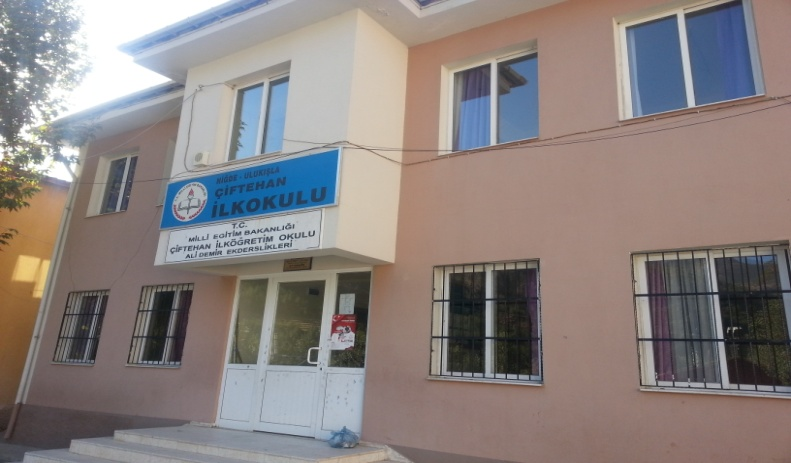 NİĞDE - ULUKIŞLA
ÇİFTEHAN
İLKOKULU
T.C.
MİLLİ EĞİTİM BAKANLIĞI
ÇİFTEHAN İLKÖĞRETİM OKULU
ALİ DEMİR EKDERSLİKLERİ